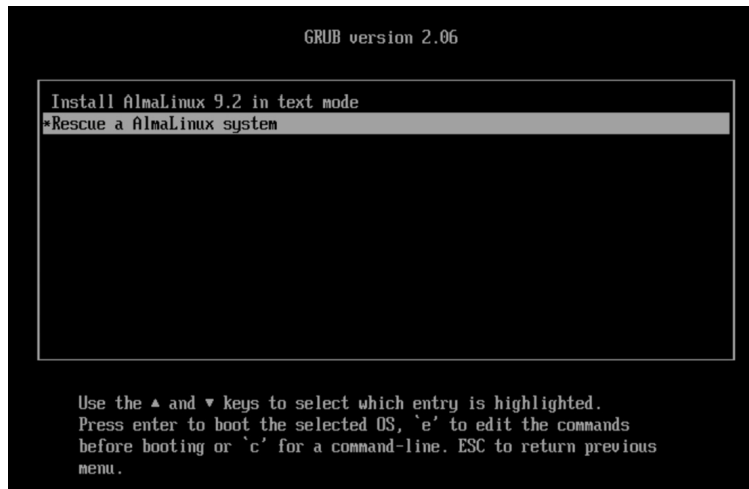 GRUB version 2.06
Install AlmaLinux 9.2 in text mode
*Rescue a AlmaLinux system
Use the ▲ and ▼ keys to select which entry is highlighted.
Press enter to boot the selected OS, `e' to edit the commands
before booting or `c' for a command-line. ESC to return previous
menu.